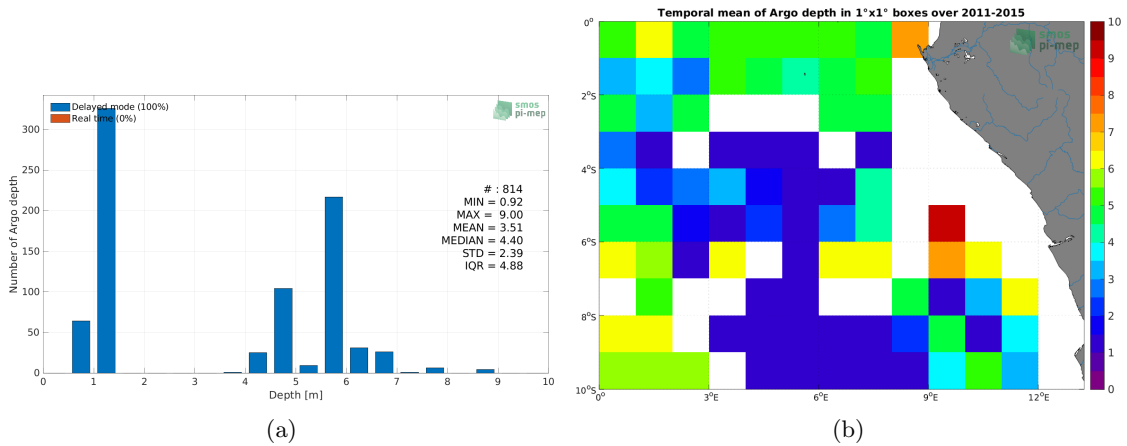 Delayed mode (100%)
Real time (0%)
smos
pi-mep
# : 814
MIN = 0.92
MAX = 9.00
MEAN = 3.51
MEDIAN = 4.40
STD = 2.39
IQR = 4.88
Number of Argo depth
300
250
200
150
100
50
0
0 1 2 3 4 5 6 7 8 9 10
Depth [m]
(a)
Temporal mean of Argo depth in 1°x1° boxes over 2011-2015
smos
pi-mep
0°
2°S
4°S
6°S
8°S
10°S
0° 3°E 6°E 9°E 12°E
10
9
8
7
6
5
4
3
2
1
0
(b)